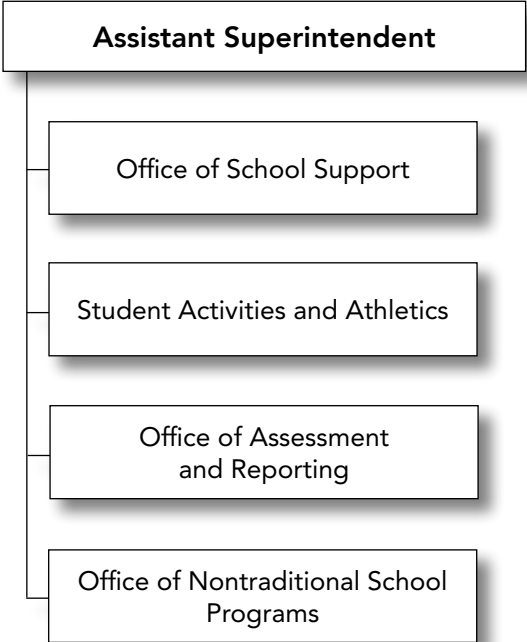 Assistant Superintendent
Office of School Support
Student Activities and Athletics
Office of Assessment
and Reporting
Office of Nontraditional School
Programs